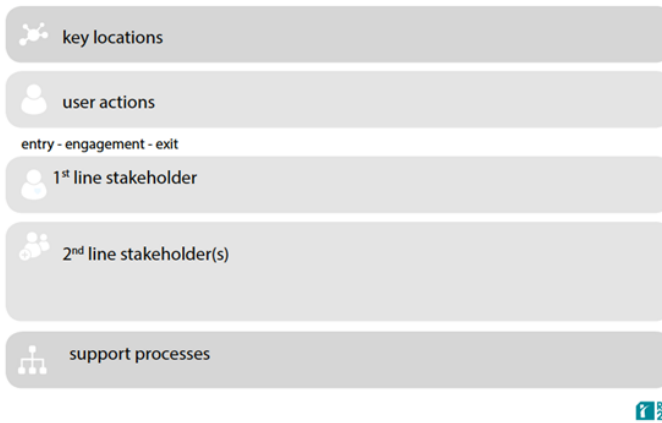 key locations
user actions
entry - engagement - exit
1st line stakeholder
2nd line stakeholder(s)
support processes